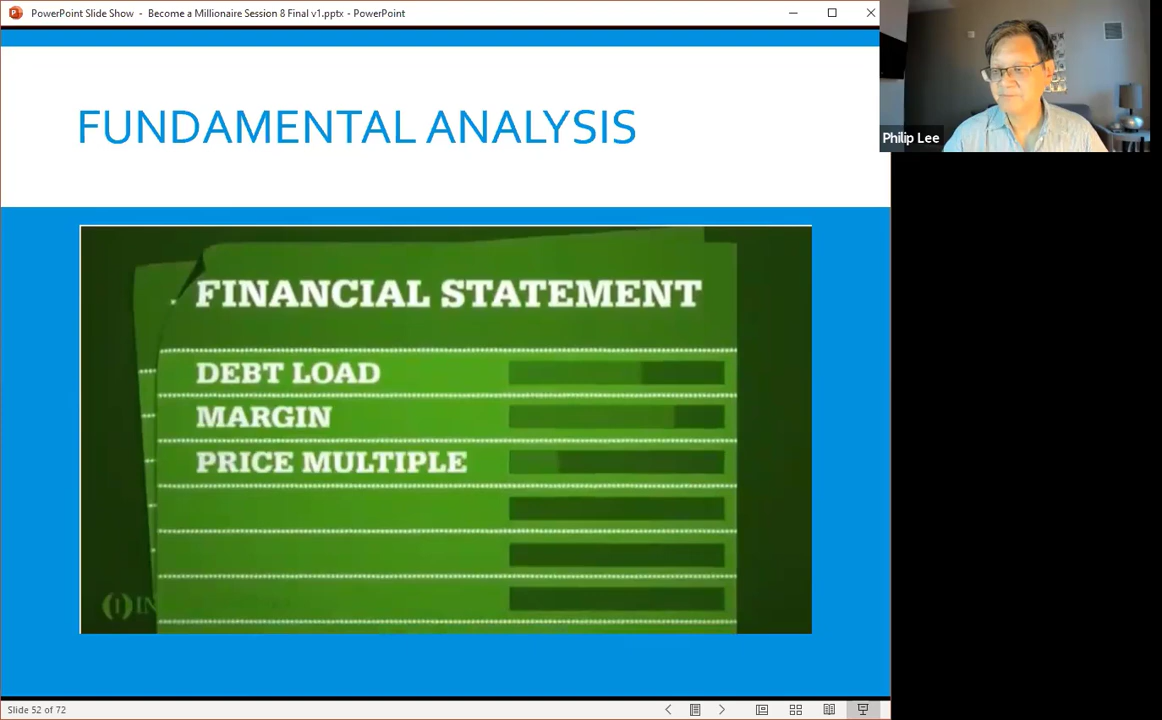 PowerPoint Slide Show - Become a Millionaire Session 8 Final v1.pptx - PowerPoint
Philip Lee
FUNDAMENTAL ANALYSIS
FINANCIAL STATEMENT
DEBT LOAD
MARGIN
PRICE MULTIPLE
(I) IN
Slide 52 of 72